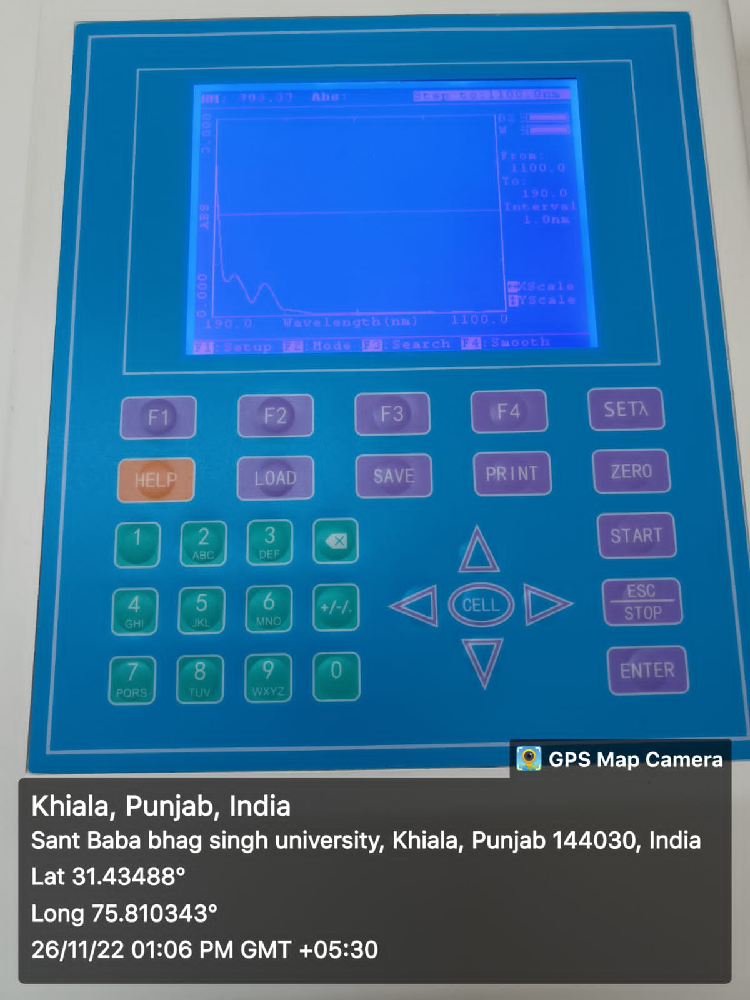 Abs:
Step to:1100.0nm
3.000
From:
1100.0
To:
190.0
Interval
1.0nm
ABS
0.000
XScale
YScale
190.0 Wavelength(nm) 1100.0
F1:Setup F2:Mode F3:Search F4:Smooth
F1 F2 F3 F4 SETλ
HELP LOAD SAVE PRINT ZERO
1 2 3 START
ABC DEF
4 5 6 +/-/. CELL ESC
GHI JKL MNO STOP
7 8 9 0 ENTER
PQRS TUV WXYZ
GPS Map Camera
Khiala, Punjab, India
Sant Baba bhag singh university, Khiala, Punjab 144030, India
Lat 31.43488°
Long 75.810343°
26/11/22 01:06 PM GMT +05:30